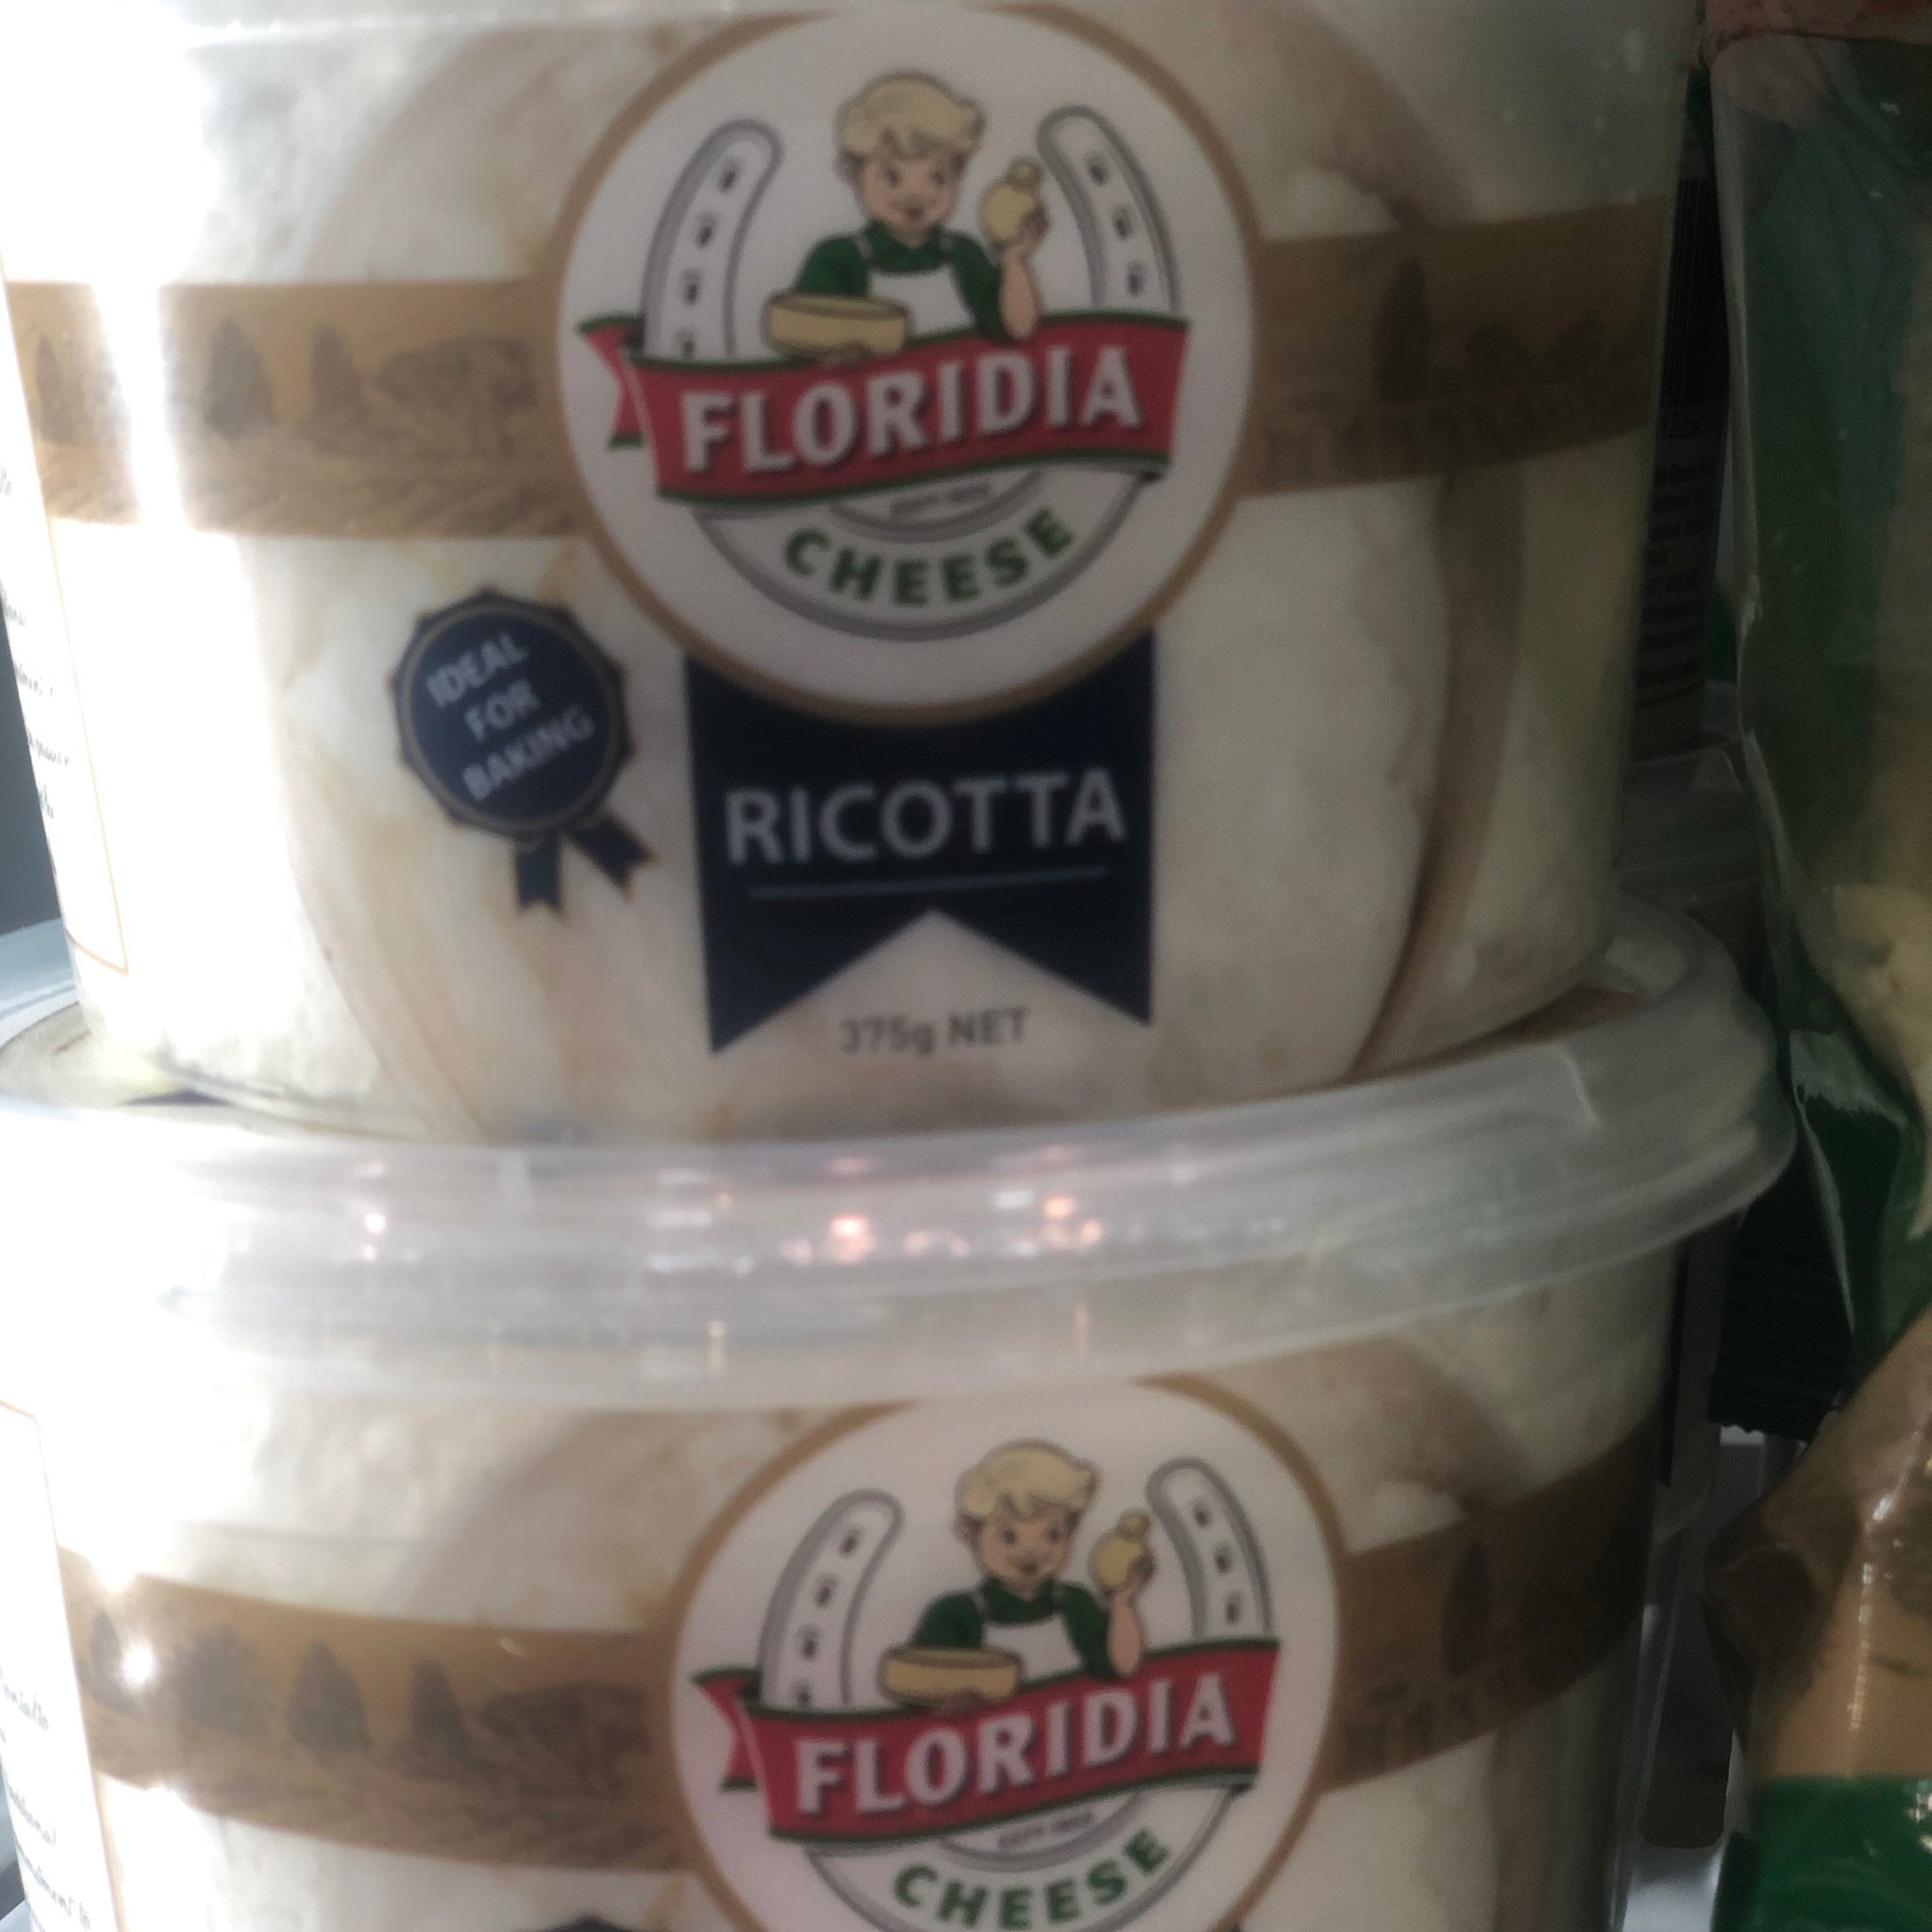 FLORIDIA
CHEESE
IDEAL
FOR
BAKING
RICOTTA
375g NET
FLORIDIA
CHEESE